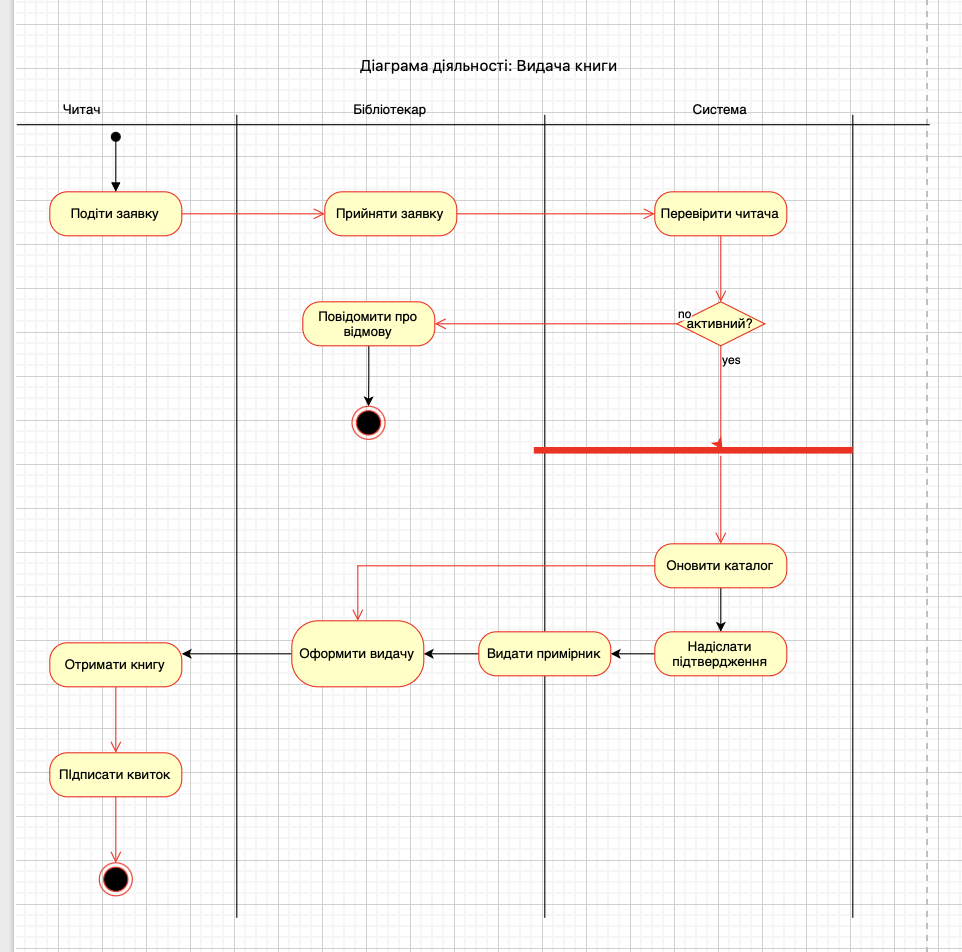 Діаграма діяльності: Видача книги
Читач
Бібліотекар
Система
Подіти заявку
Прийняти заявку
Перевірити читача
Повідомити про
відмову
no
активний?
yes
Оновити каталог
Отримати книгу
Оформити видачу
Видати примірник
Надіслати
підтвердження
ПІдписати квиток